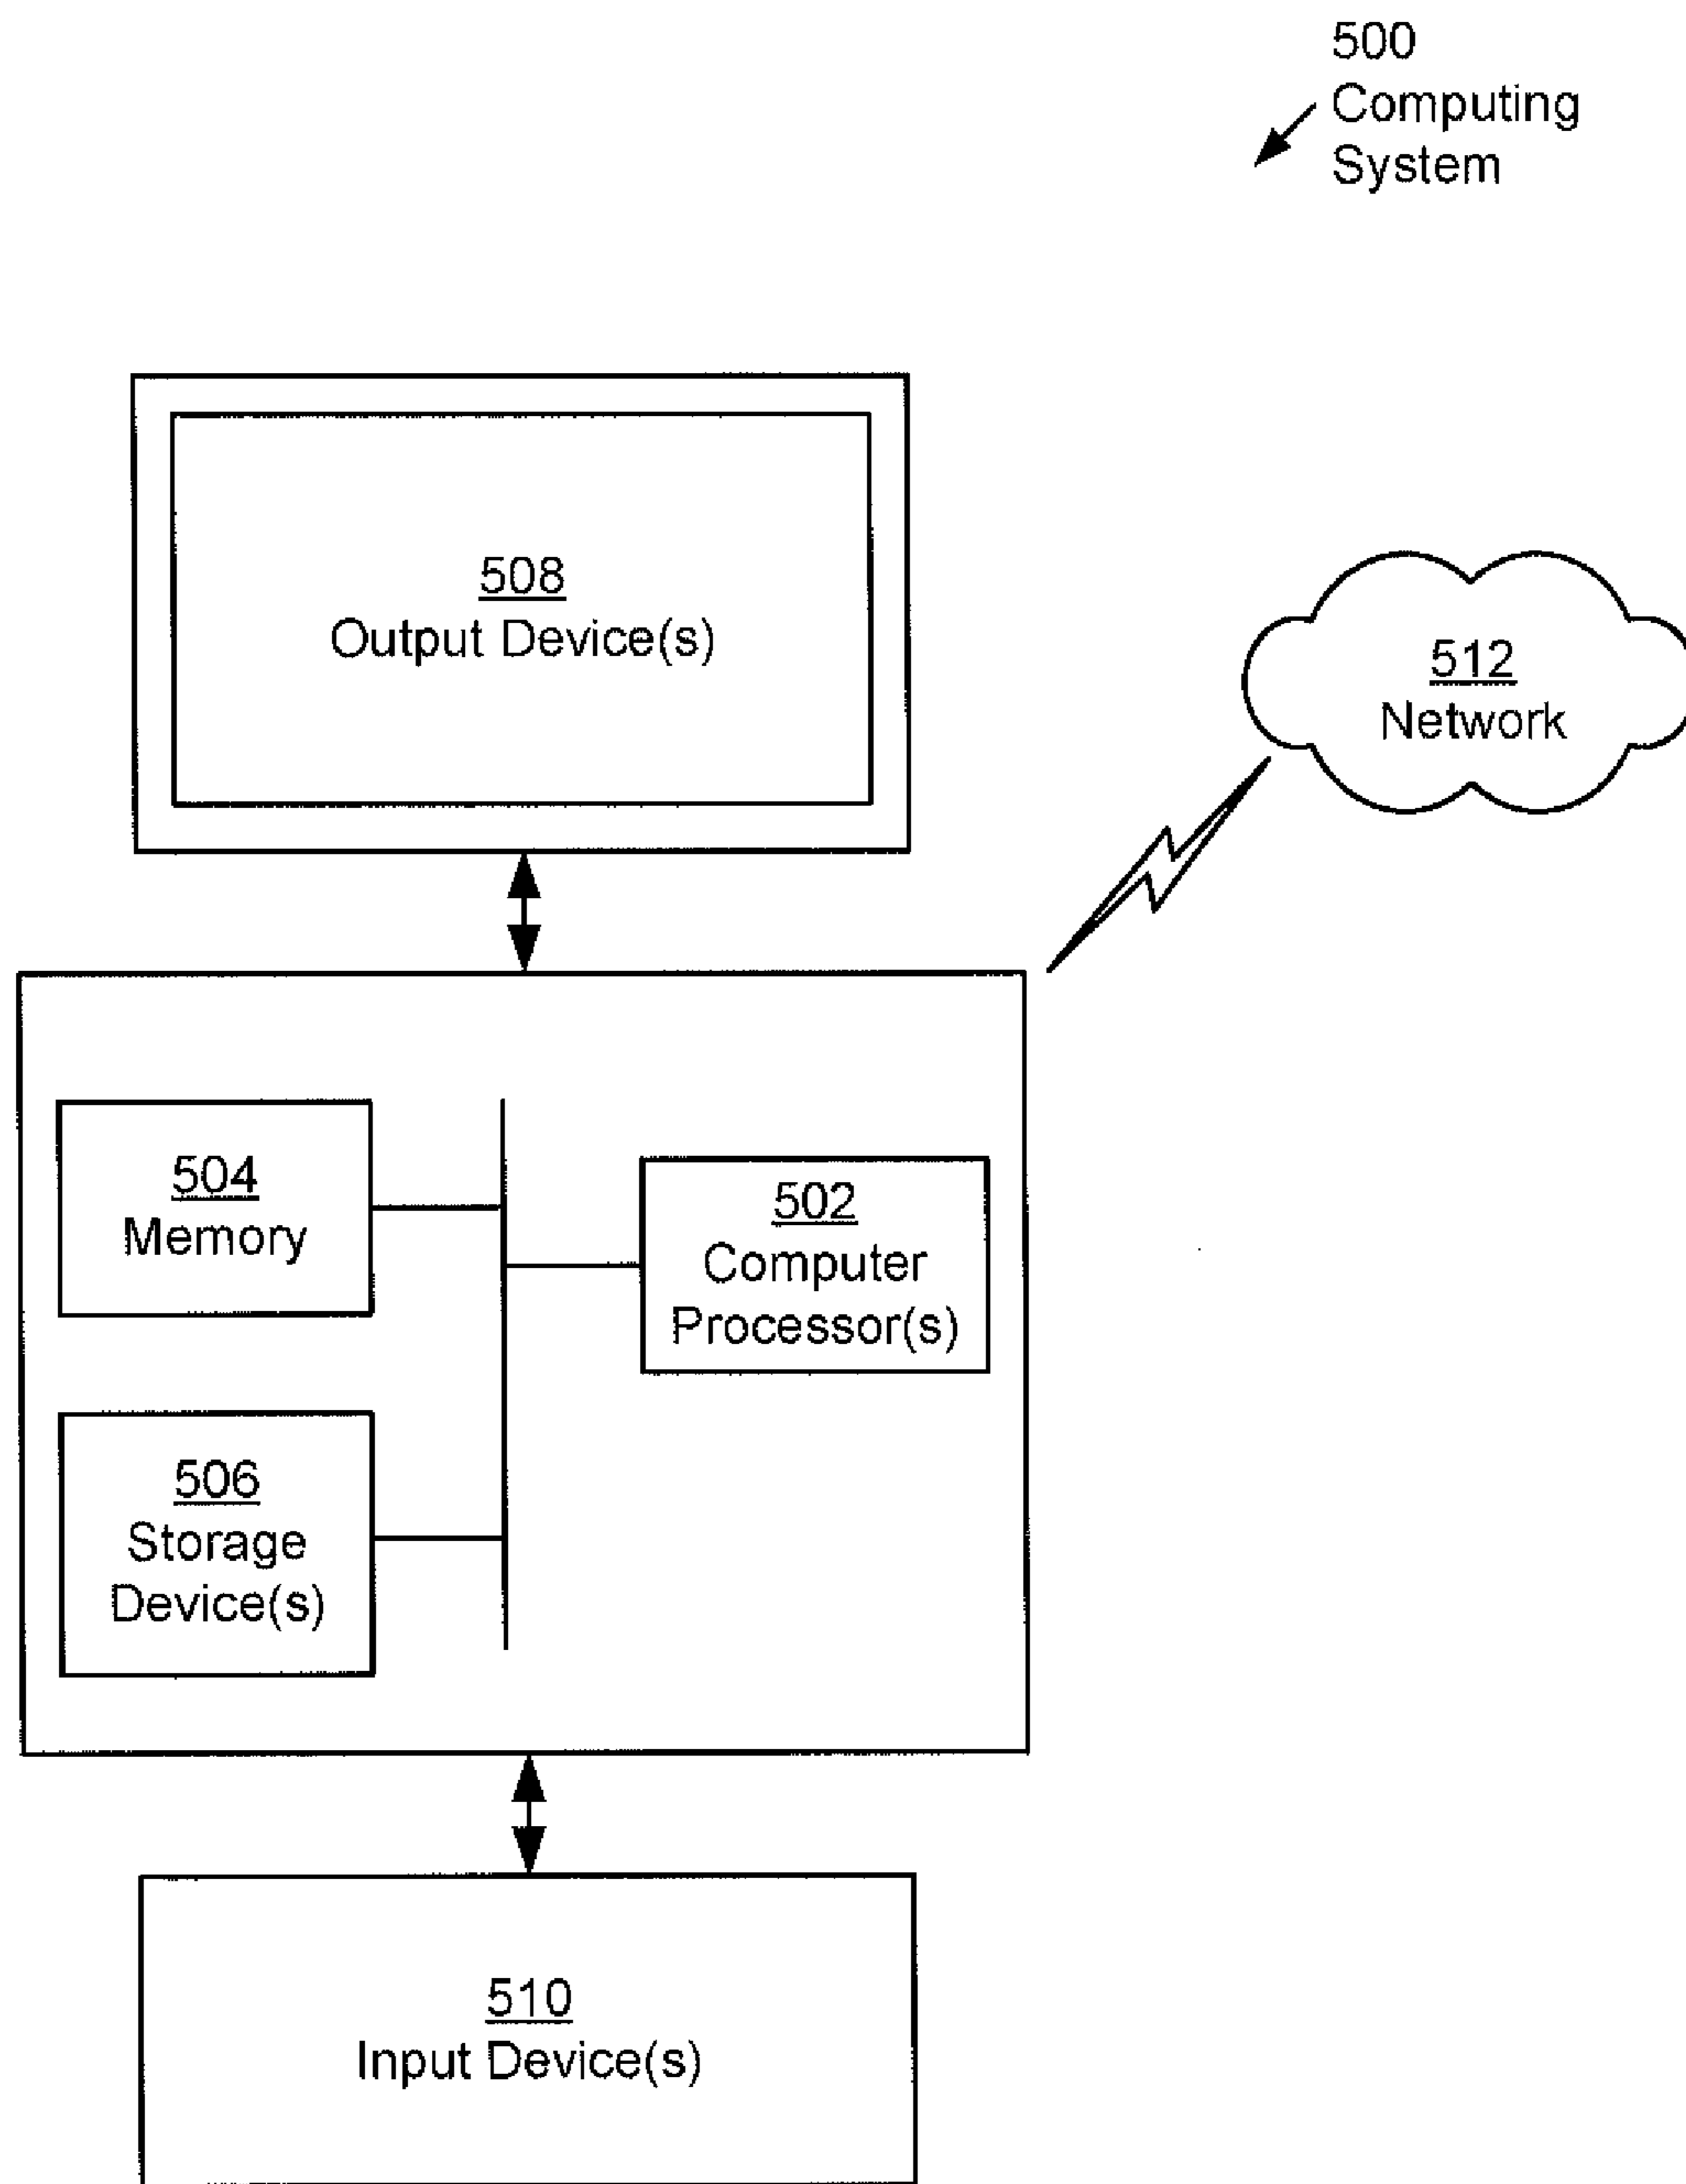 500
Computing
System
508
Output Device(s)
512
Network
504
Memory
502
Computer
Processor(s)
506
Storage
Device(s)
510
Input Device(s)